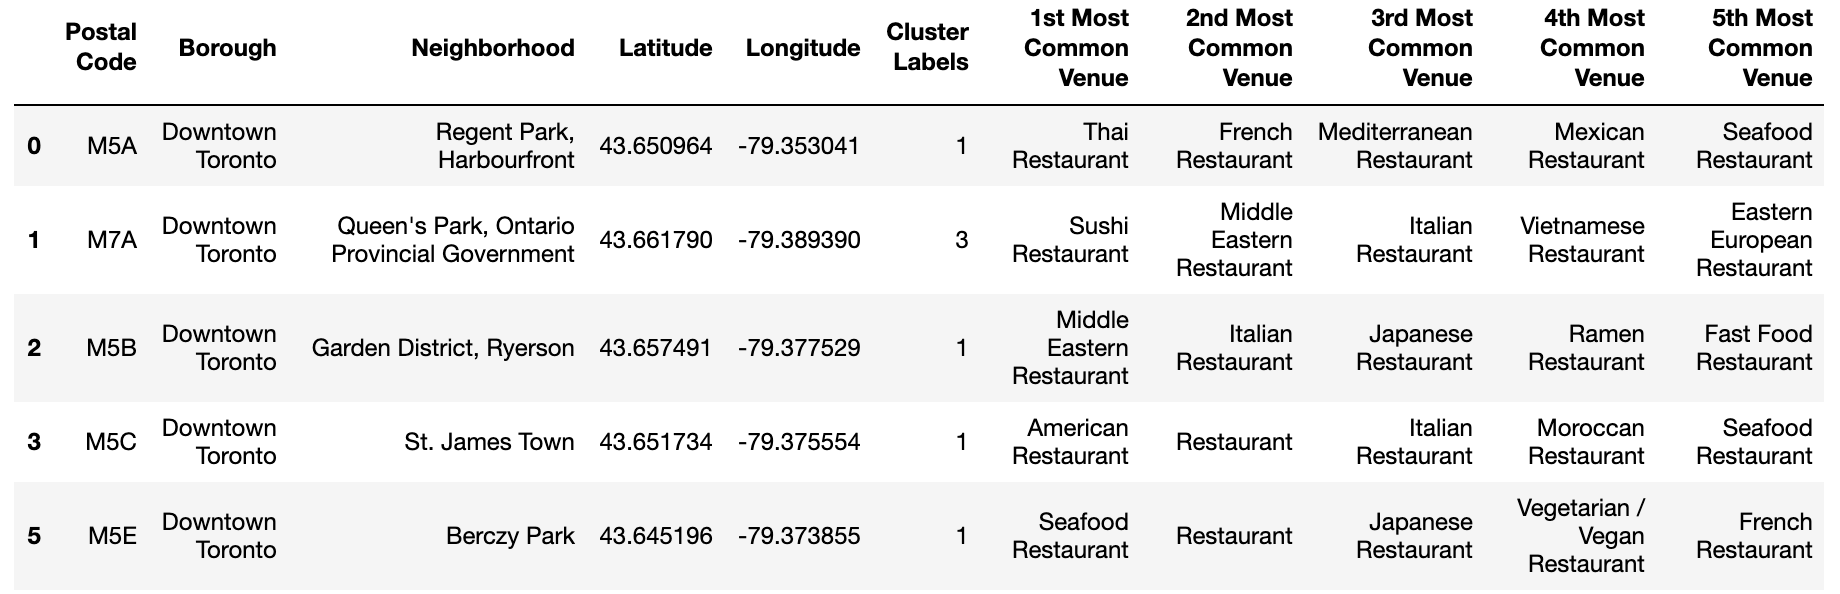 Postal Code Borough Neighborhood Latitude Longitude Cluster Labels 1st Most Common Venue 2nd Most Common Venue 3rd Most Common Venue 4th Most Common Venue 5th Most Common Venue
0 M5A Downtown Toronto Regent Park, Harbourfront 43.650964 -79.353041 1 Thai Restaurant French Restaurant Mediterranean Restaurant Mexican Restaurant Seafood Restaurant
1 M7A Downtown Toronto Queen's Park, Ontario Provincial Government 43.661790 -79.389390 3 Sushi Restaurant Middle Eastern Restaurant Italian Restaurant Vietnamese Restaurant Eastern European Restaurant
2 M5B Downtown Toronto Garden District, Ryerson 43.657491 -79.377529 1 Middle Eastern Restaurant Italian Restaurant Japanese Restaurant Ramen Restaurant Fast Food Restaurant
3 M5C Downtown Toronto St. James Town 43.651734 -79.375554 1 American Restaurant Restaurant Italian Restaurant Moroccan Restaurant Seafood Restaurant
5 M5E Downtown Toronto Berczy Park 43.645196 -79.373855 1 Seafood Restaurant Restaurant Japanese Restaurant Vegetarian / Vegan Restaurant French Restaurant